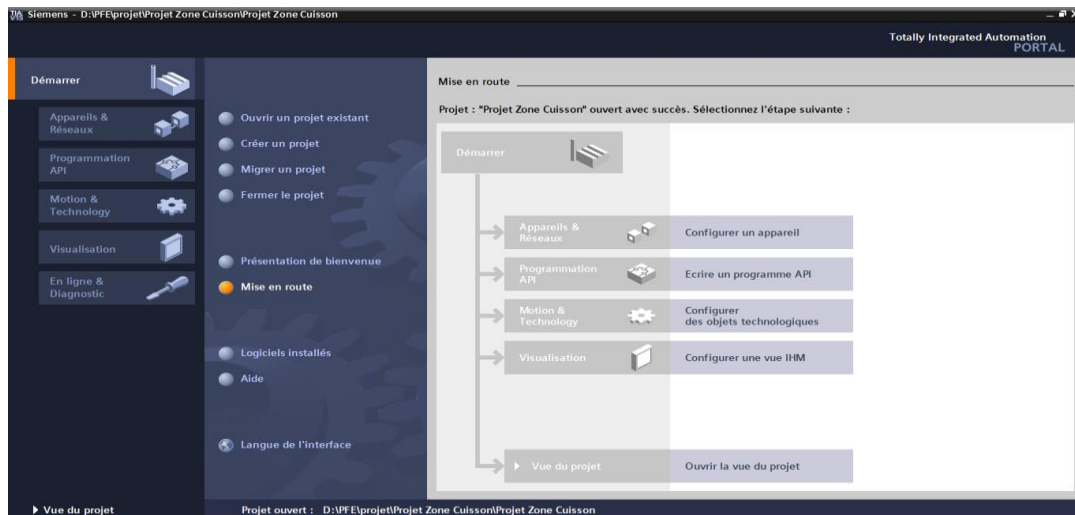 Siemens - D:\PFE\projet\Projet Zone Cuisson\Projet Zone Cuisson
Totally Integrated Automation
PORTAL
Démarrer
Appareils &
Réseaux
Programmation
API
Motion &
Technology
Visualisation
En ligne &
Diagnostic
Vue du projet
Ouvrir un projet existant
Créer un projet
Migrer un projet
Fermer le projet
Présentation de bienvenue
Mise en route
Logiciels installés
Aide
Langue de l'interface
Mise en route
Projet : "Projet Zone Cuisson" ouvert avec succès. Sélectionnez l'étape suivante :
Démarrer
Appareils &
Réseaux
Configurer un appareil
Programmation
API
Ecrire un programme API
Motion &
Technology
Configurer
des objets technologiques
Visualisation
Configurer une vue IHM
Vue du projet
Ouvrir la vue du projet
Projet ouvert : D:\PFE\projet\Projet Zone Cuisson\Projet Zone Cuisson